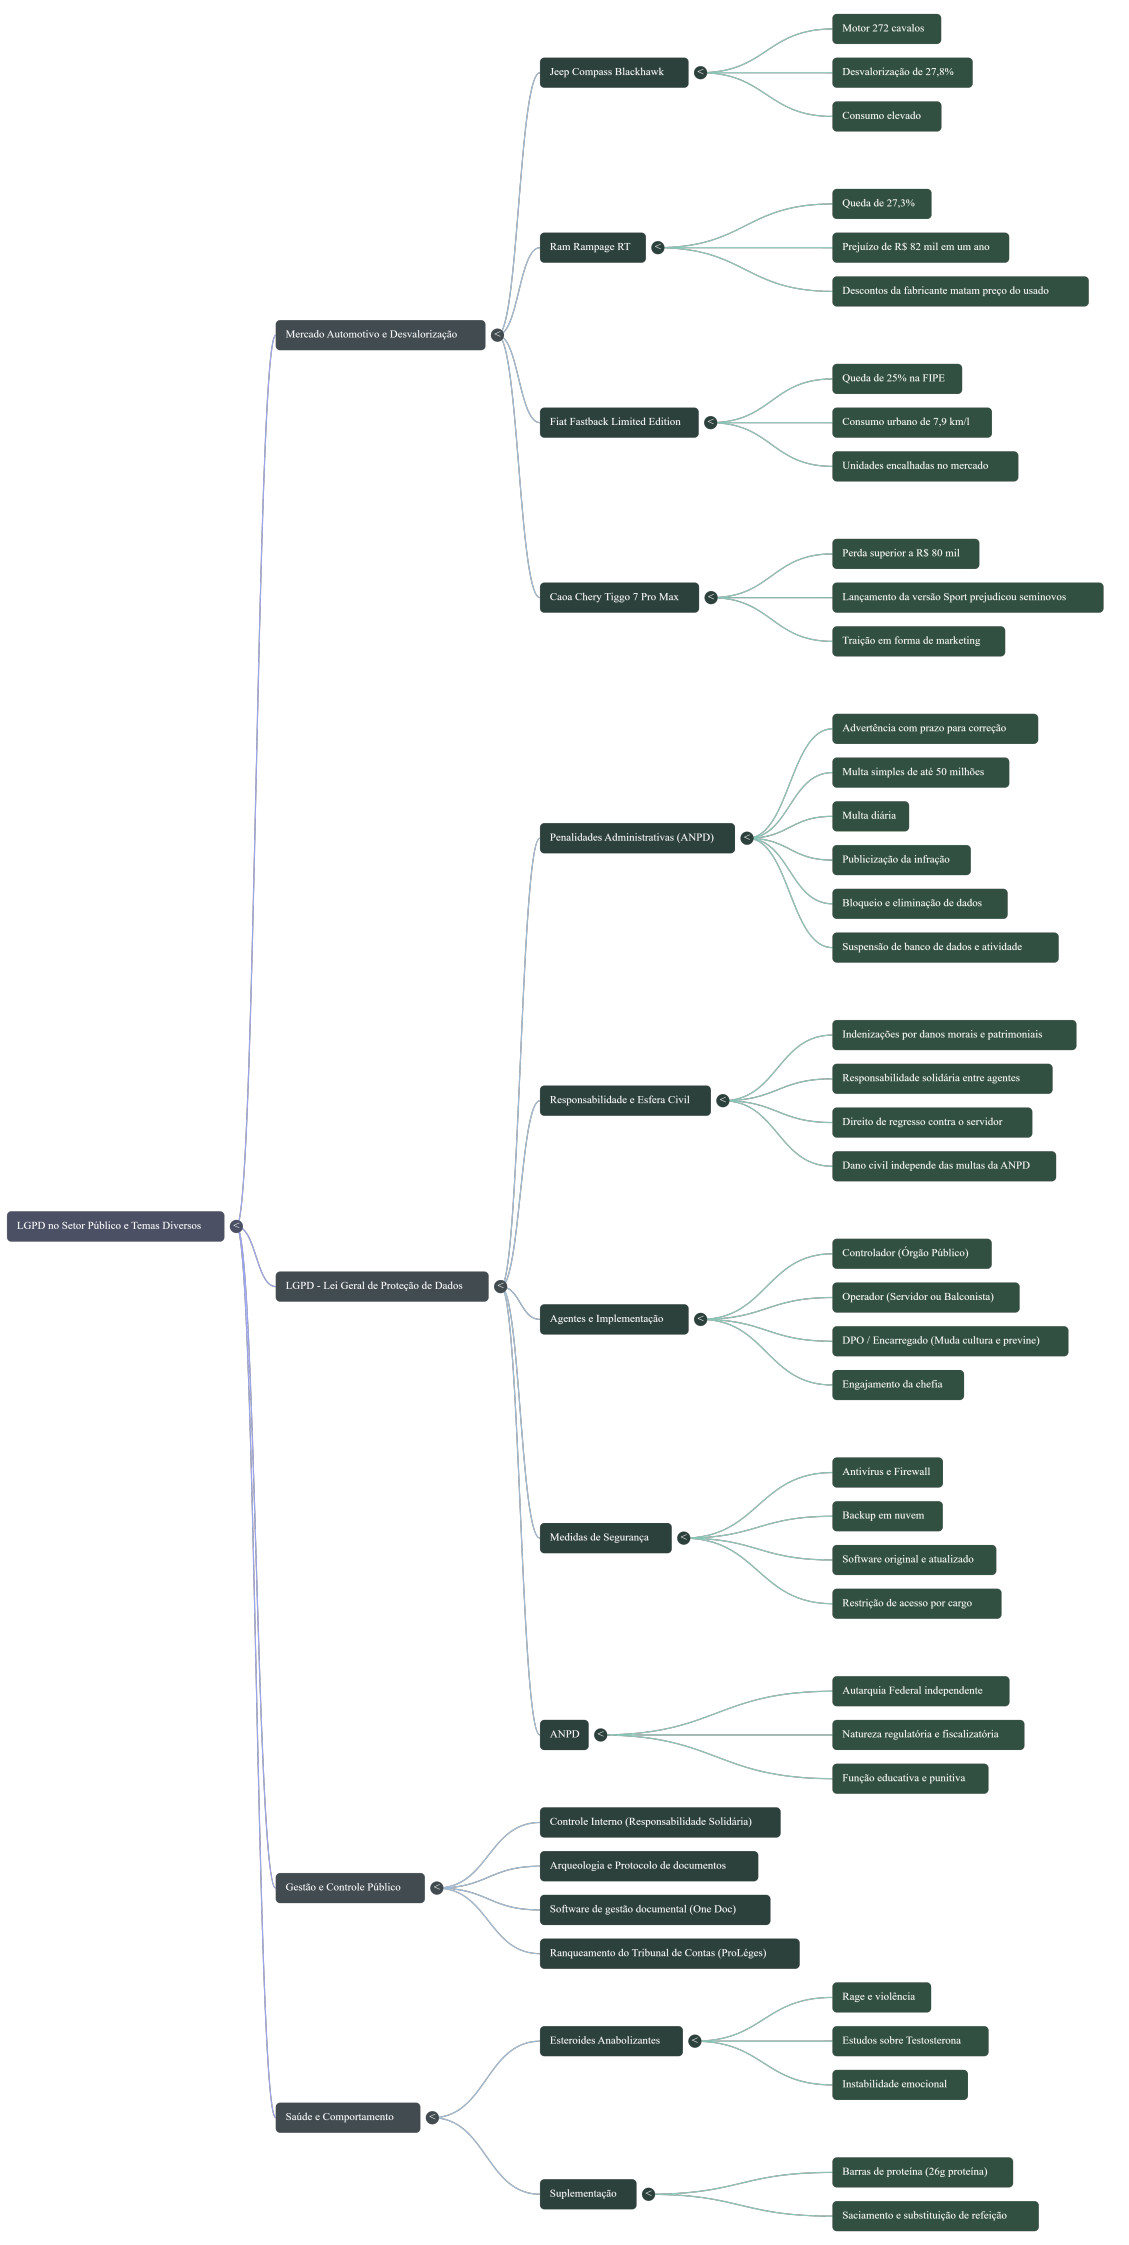 LGPD no Setor Público e Temas Diversos
Mercado Automotivo e Desvalorização
Jeep Compass Blackhawk
Motor 272 cavalos
Desvalorização de 27,8%
Consumo elevado
Ram Rampage RT
Queda de 27,3%
Prejuízo de R$ 82 mil em um ano
Descontos da fabricante matam preço do usado
Fiat Fastback Limited Edition
Queda de 25% na FIPE
Consumo urbano de 7,9 km/l
Unidades encalhadas no mercado
Caoa Chery Tiggo 7 Pro Max
Perda superior a R$ 80 mil
Lançamento da versão Sport prejudicou seminovos
Traição em forma de marketing
LGPD - Lei Geral de Proteção de Dados
Penalidades Administrativas (ANPD)
Advertência com prazo para correção
Multa simples de até 50 milhões
Multa diária
Publicização da infração
Bloqueio e eliminação de dados
Suspensão de banco de dados e atividade
Responsabilidade e Esfera Civil
Indenizações por danos morais e patrimoniais
Responsabilidade solidária entre agentes
Direito de regresso contra o servidor
Dano civil independe das multas da ANPD
Agentes e Implementação
Controlador (Órgão Público)
Operador (Servidor ou Balconista)
DPO / Encarregado (Muda cultura e previne)
Engajamento da chefia
Medidas de Segurança
Antivírus e Firewall
Backup em nuvem
Software original e atualizado
Restrição de acesso por cargo
ANPD
Autarquia Federal independente
Natureza regulatória e fiscalizatória
Função educativa e punitiva
Gestão e Controle Público
Controle Interno (Responsabilidade Solidária)
Arqueologia e Protocolo de documentos
Software de gestão documental (One Doc)
Ranqueamento do Tribunal de Contas (ProLéges)
Saúde e Comportamento
Esteroides Anabolizantes
Rage e violência
Estudos sobre Testosterona
Instabilidade emocional
Suplementação
Barras de proteína (26g proteína)
Saciamento e substituição de refeição